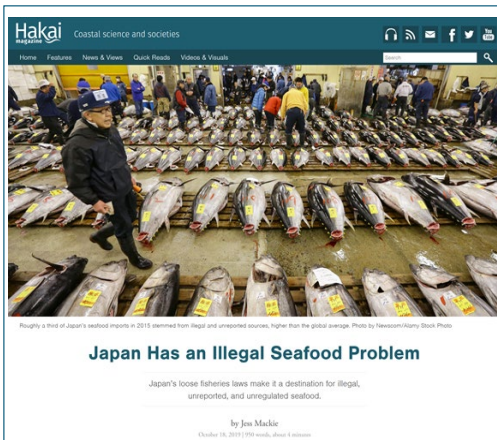 Hakai
magazine
Coastal science and societies
You
Tube
Home Features News & Views Quick Reads Videos & Visuals
Search
Roughly a third of Japan's seafood imports in 2015 stemmed from illegal and unreported sources, higher than the global average. Photo by Newscom/Alamy Stock Photo
Japan Has an Illegal Seafood Problem
Japan's loose fisheries laws make it a destination for illegal,
unreported, and unregulated seafood.
by Jess Mackie
October 18, 2019 | 950 words, about 4 minutes